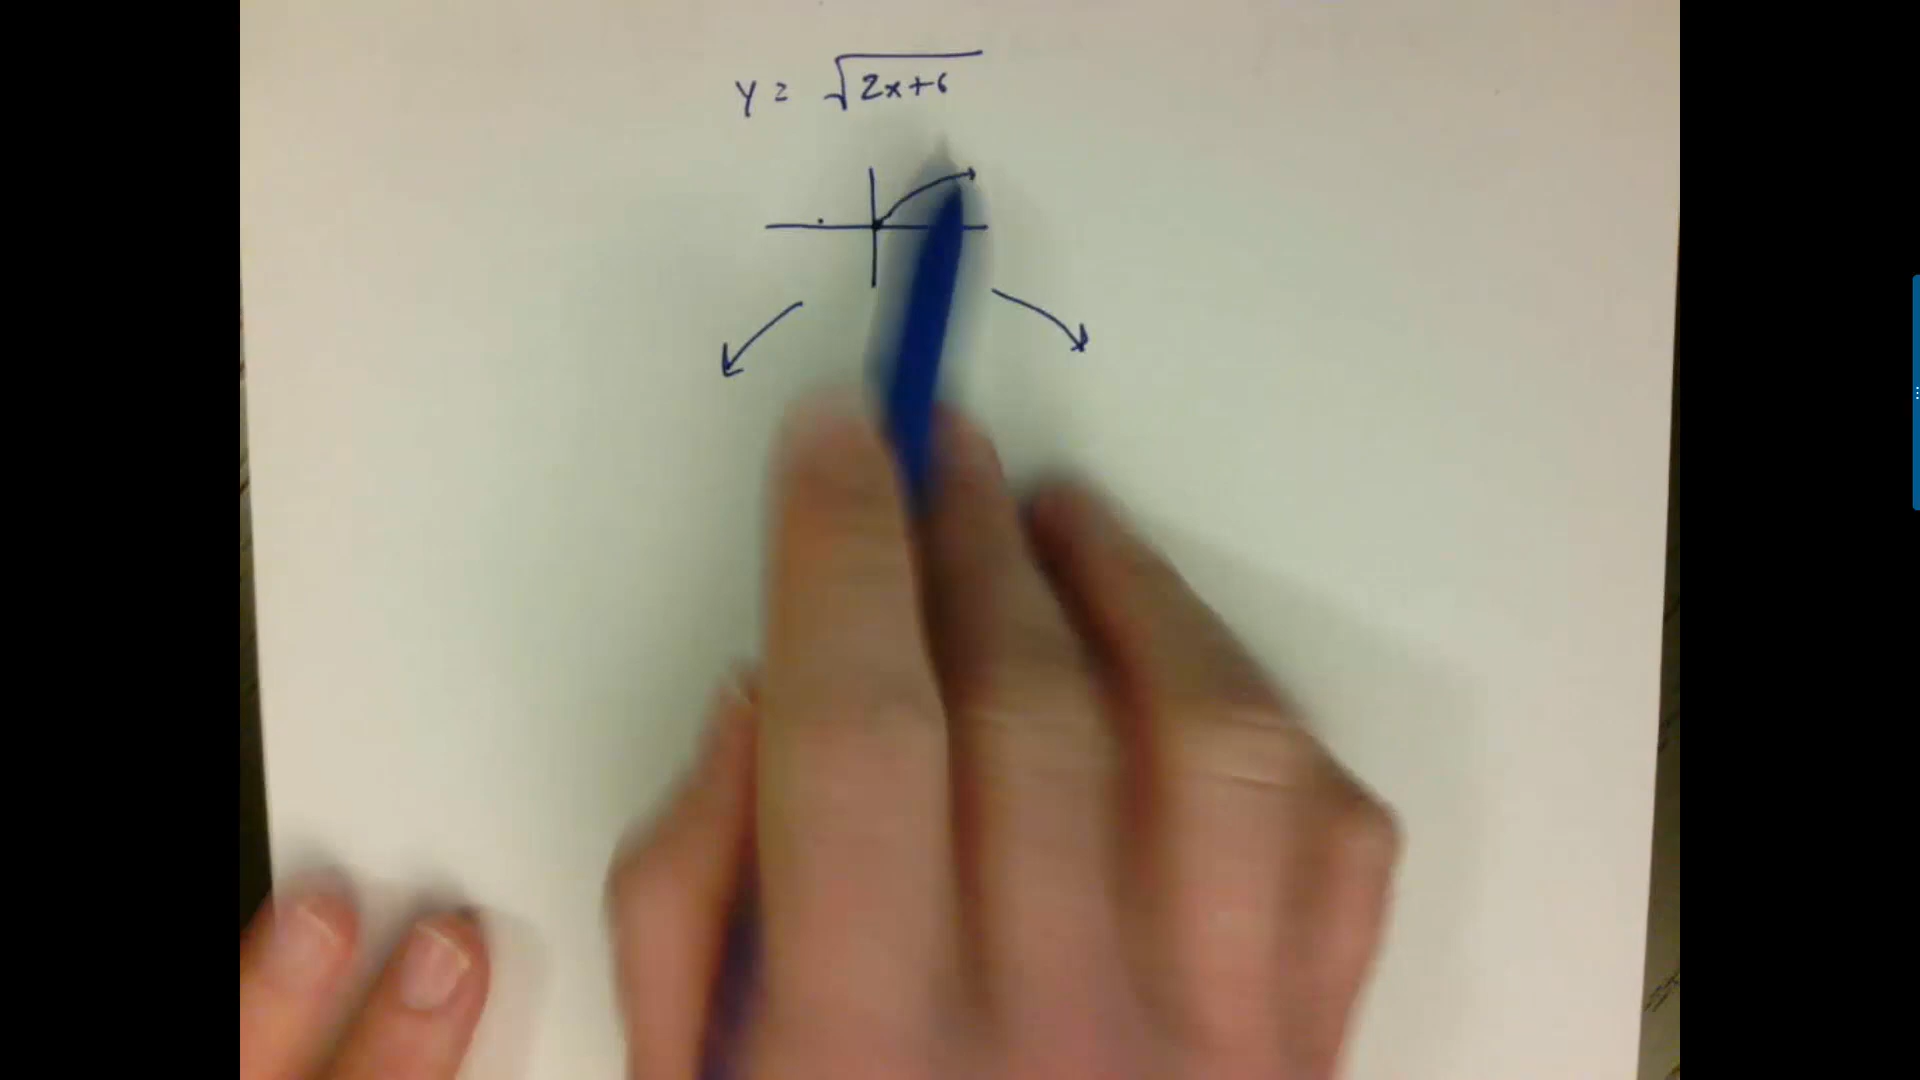 y = √2x+6